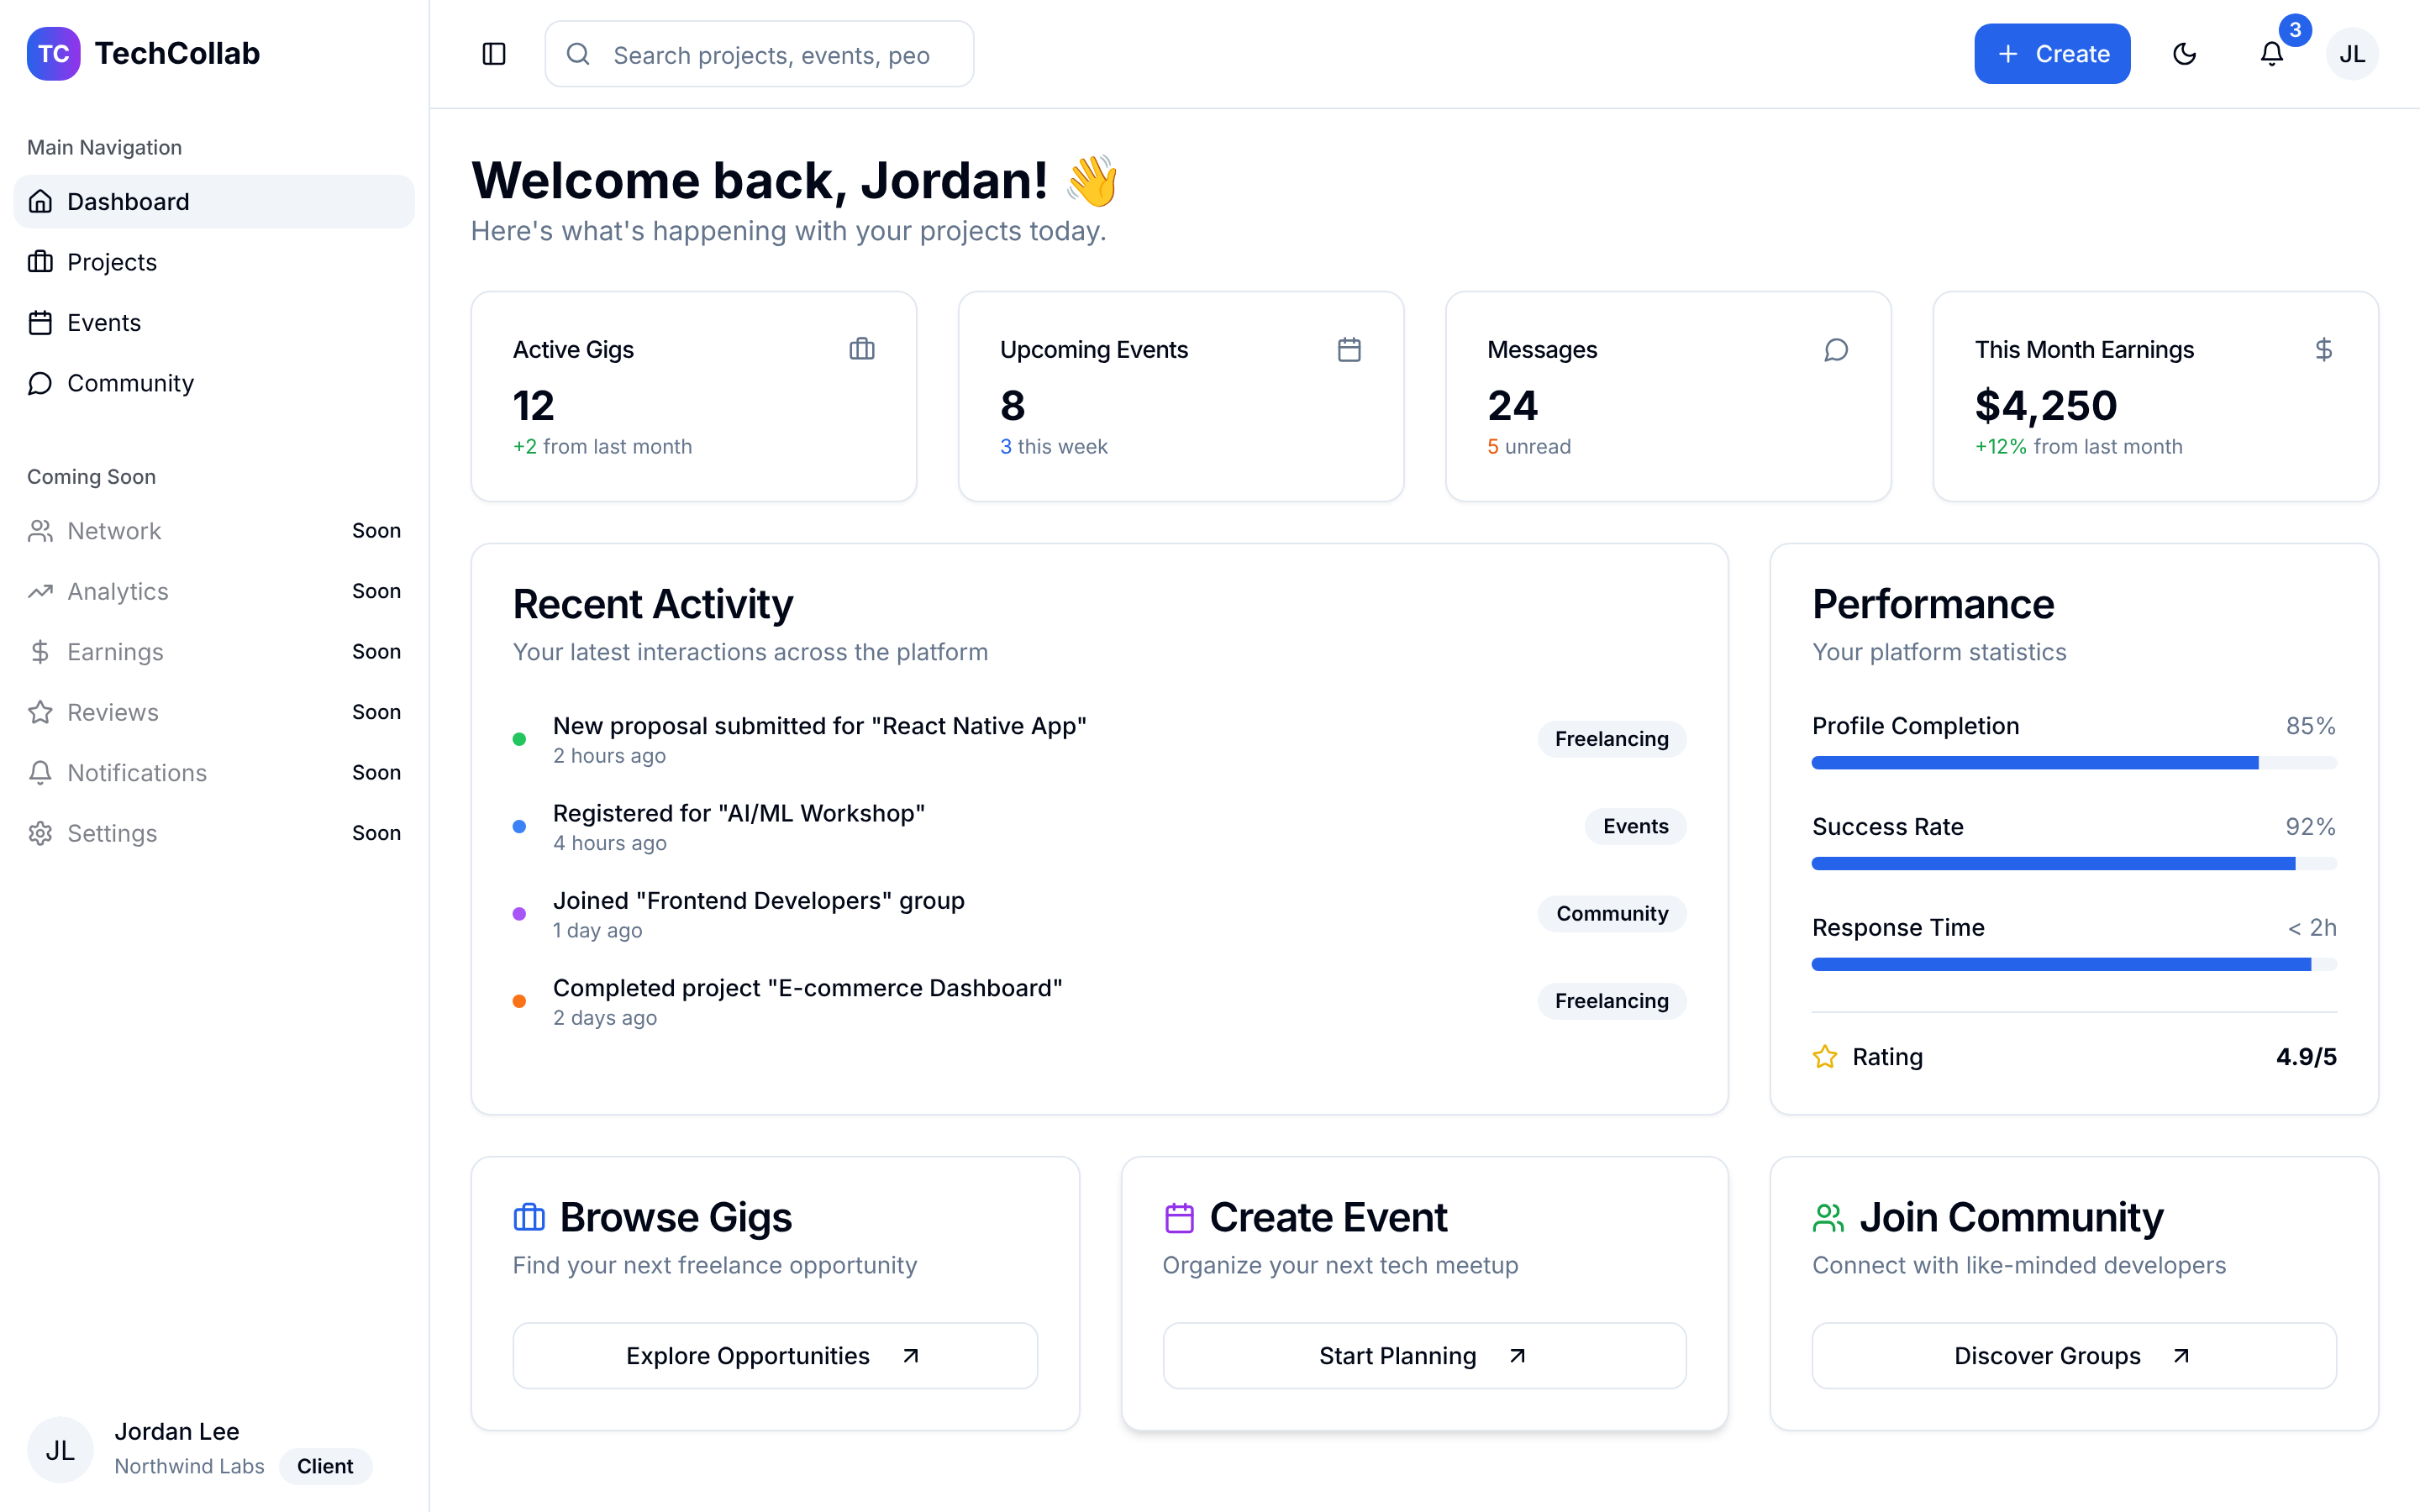 TC TechCollab
Main Navigation
Dashboard
Projects
Events
Community
Coming Soon
Network Soon
Analytics Soon
Earnings Soon
Reviews Soon
Notifications Soon
Settings Soon
JL
Jordan Lee
Northwind Labs Client
Search projects, events, peo
+ Create
3
JL
Welcome back, Jordan! 👋
Here's what's happening with your projects today.
Active Gigs
12
+2 from last month
Upcoming Events
8
3 this week
Messages
24
5 unread
This Month Earnings
$4,250
+12% from last month
Recent Activity
Your latest interactions across the platform
New proposal submitted for "React Native App"
2 hours ago
Freelancing
Registered for "AI/ML Workshop"
4 hours ago
Events
Joined "Frontend Developers" group
1 day ago
Community
Completed project "E-commerce Dashboard"
2 days ago
Freelancing
Performance
Your platform statistics
Profile Completion 85%
Success Rate 92%
Response Time < 2h
Rating 4.9/5
Browse Gigs
Find your next freelance opportunity
Explore Opportunities
Create Event
Organize your next tech meetup
Start Planning
Join Community
Connect with like-minded developers
Discover Groups